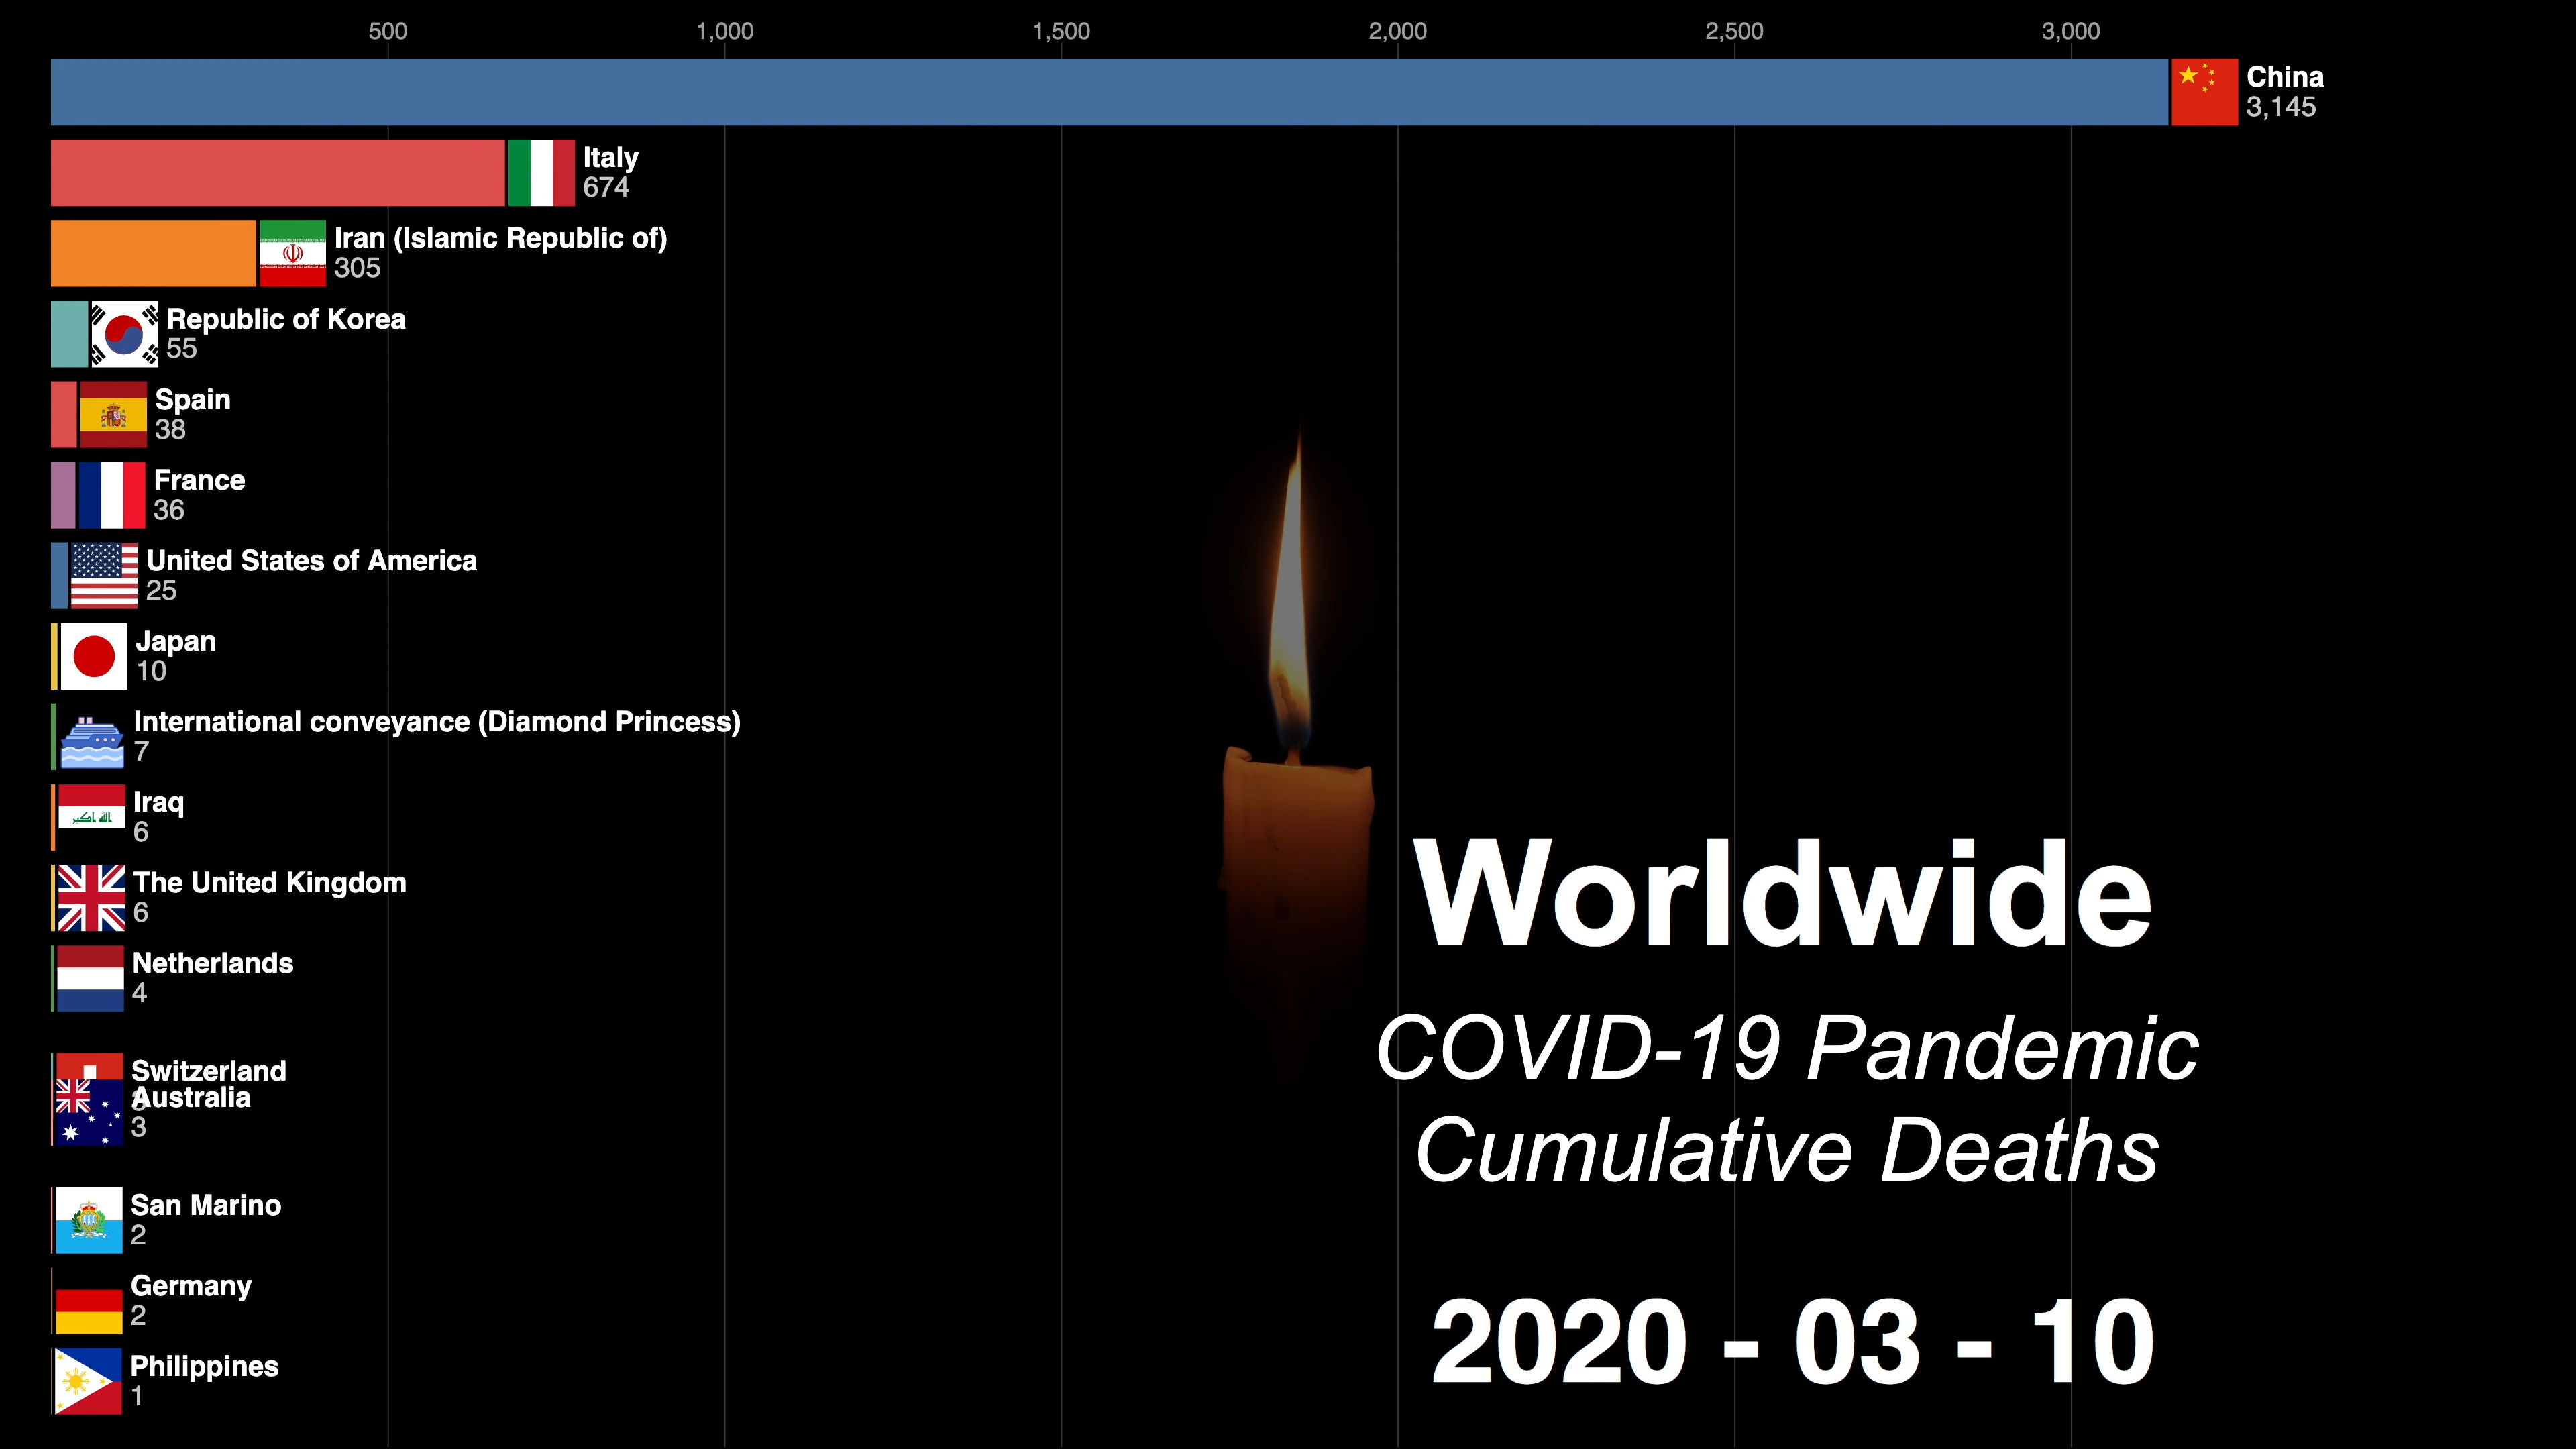 500 1,000 1,500 2,000 2,500 3,000
China
3,145
Italy
674
Iran (Islamic Republic of)
305
Republic of Korea
55
Spain
38
France
36
United States of America
25
Japan
10
International conveyance (Diamond Princess)
7
Iraq
6
The United Kingdom
6
Netherlands
4
Switzerland
Australia
3
San Marino
2
Germany
2
Philippines
1
Worldwide
COVID-19 Pandemic
Cumulative Deaths
2020 - 03 - 10